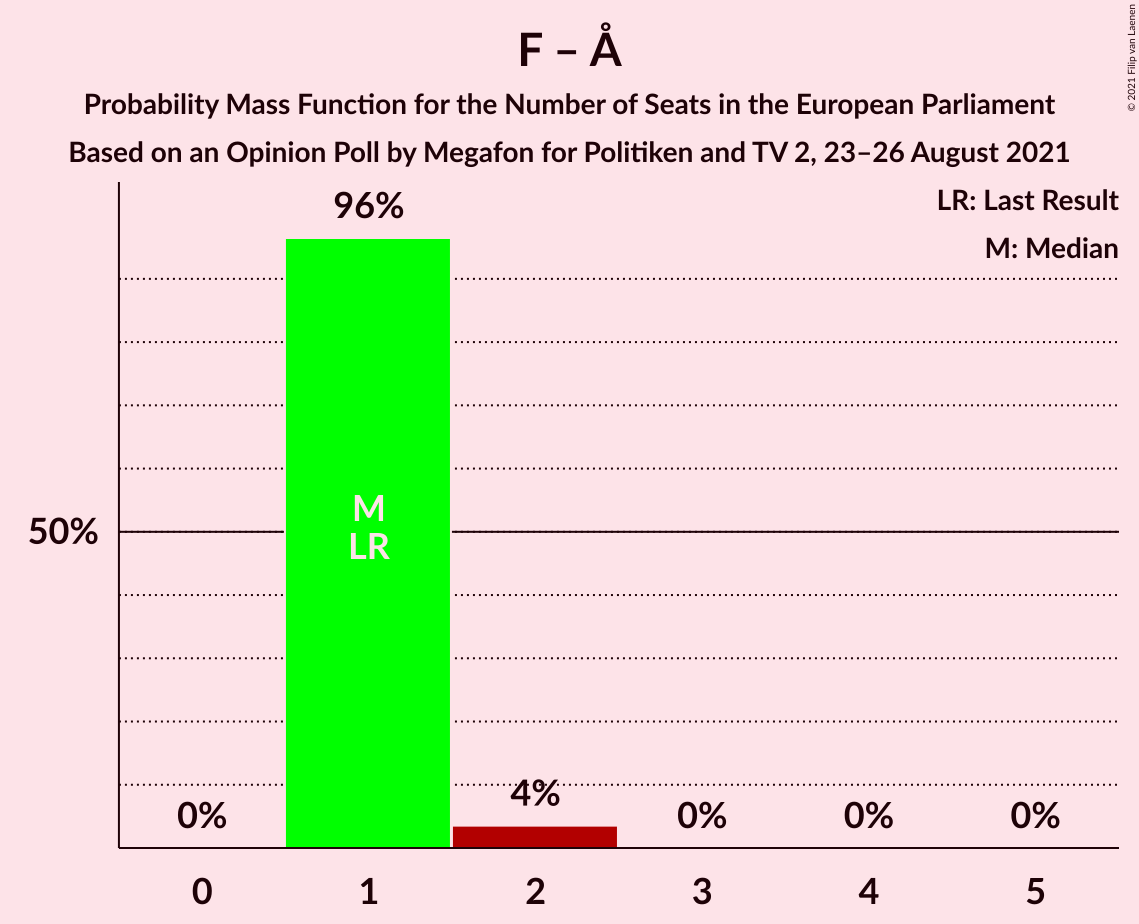 F – Å
Probability Mass Function for the Number of Seats in the European Parliament
Based on an Opinion Poll by Megafon for Politiken and TV 2, 23–26 August 2021
© 2021 Filip van Laenen
LR: Last Result
M: Median
96%
M
LR
50%
4%
0%
0%
0%
0%
0
1
2
3
4
5